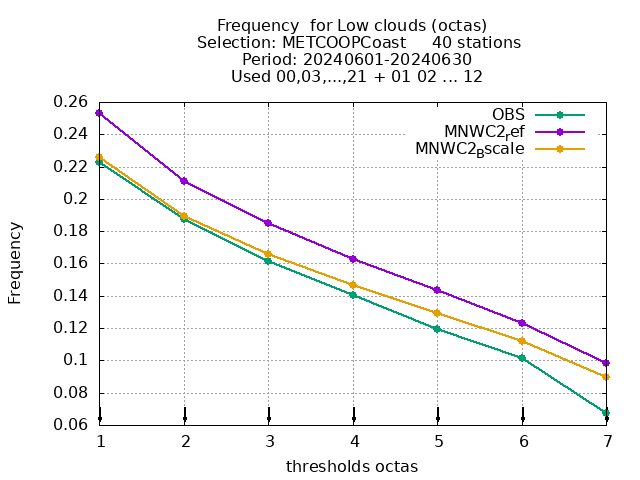 Frequency  for Low clouds (octas)
Selection: METCOOPCoast     40 stations
Period: 20240601-20240630
Used 00,03,...,21 + 01 02 ... 12
OBS
MNWC2ref
MNWC2Bscale
0.26
0.24
0.22
0.2
0.18
0.16
0.14
0.12
0.1
0.08
0.06
Frequency
1 2 3 4 5 6 7
thresholds octas